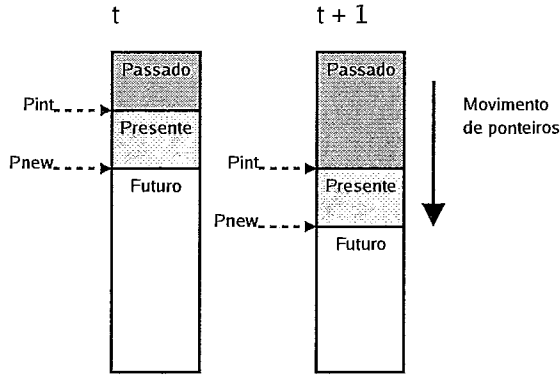 t
t + 1
Passado
Passado
Pint
Presente
Movimento
de ponteiros
Pnew
Pint
Futuro
Presente
Pnew
Futuro